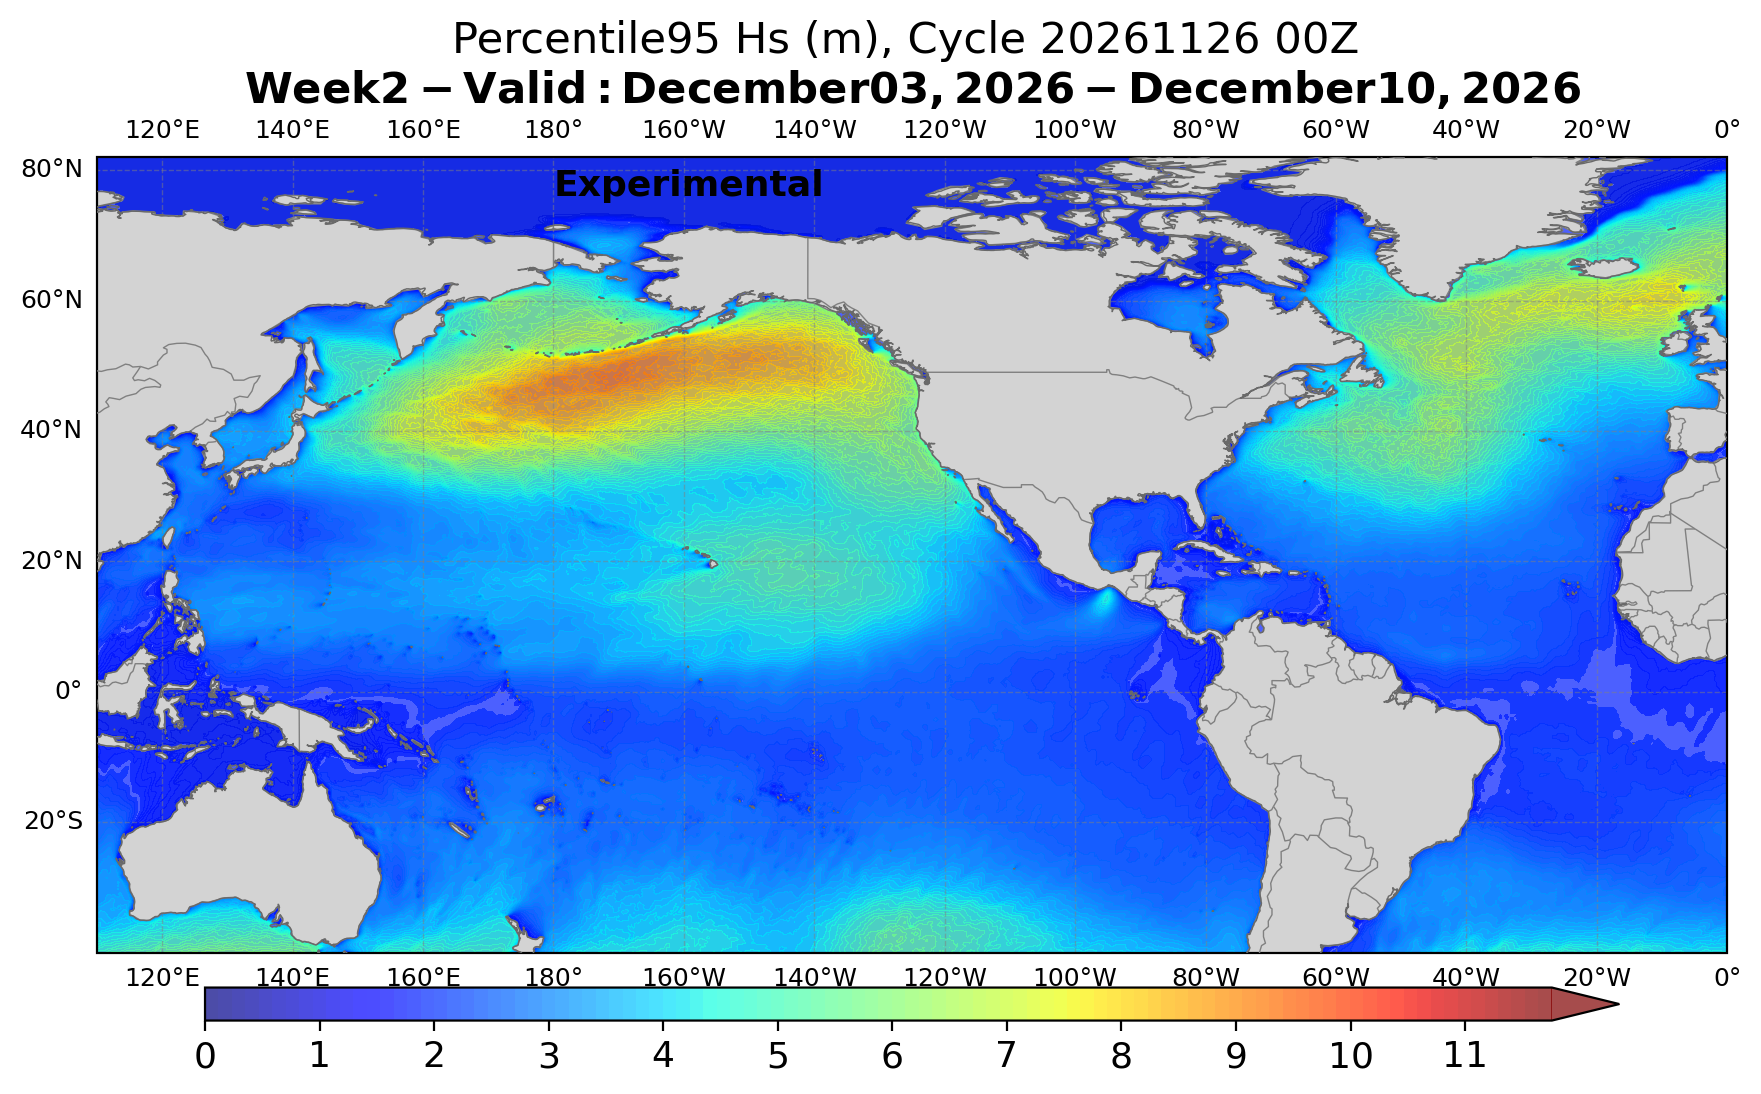 Percentile95 Hs (m), Cycle 20261126 00Z
Week2 − Valid : December03, 2026 − December10, 2026
120°E 140°E 160°E 180° 160°W 140°W 120°W 100°W 80°W 60°W 40°W 20°W 0°
80°N
Experimental
60°N
40°N
20°N
0°
20°S
120°E 140°E 160°E 180° 160°W 140°W 120°W 100°W 80°W 60°W 40°W 20°W 0°
0 1 2 3 4 5 6 7 8 9 10 11